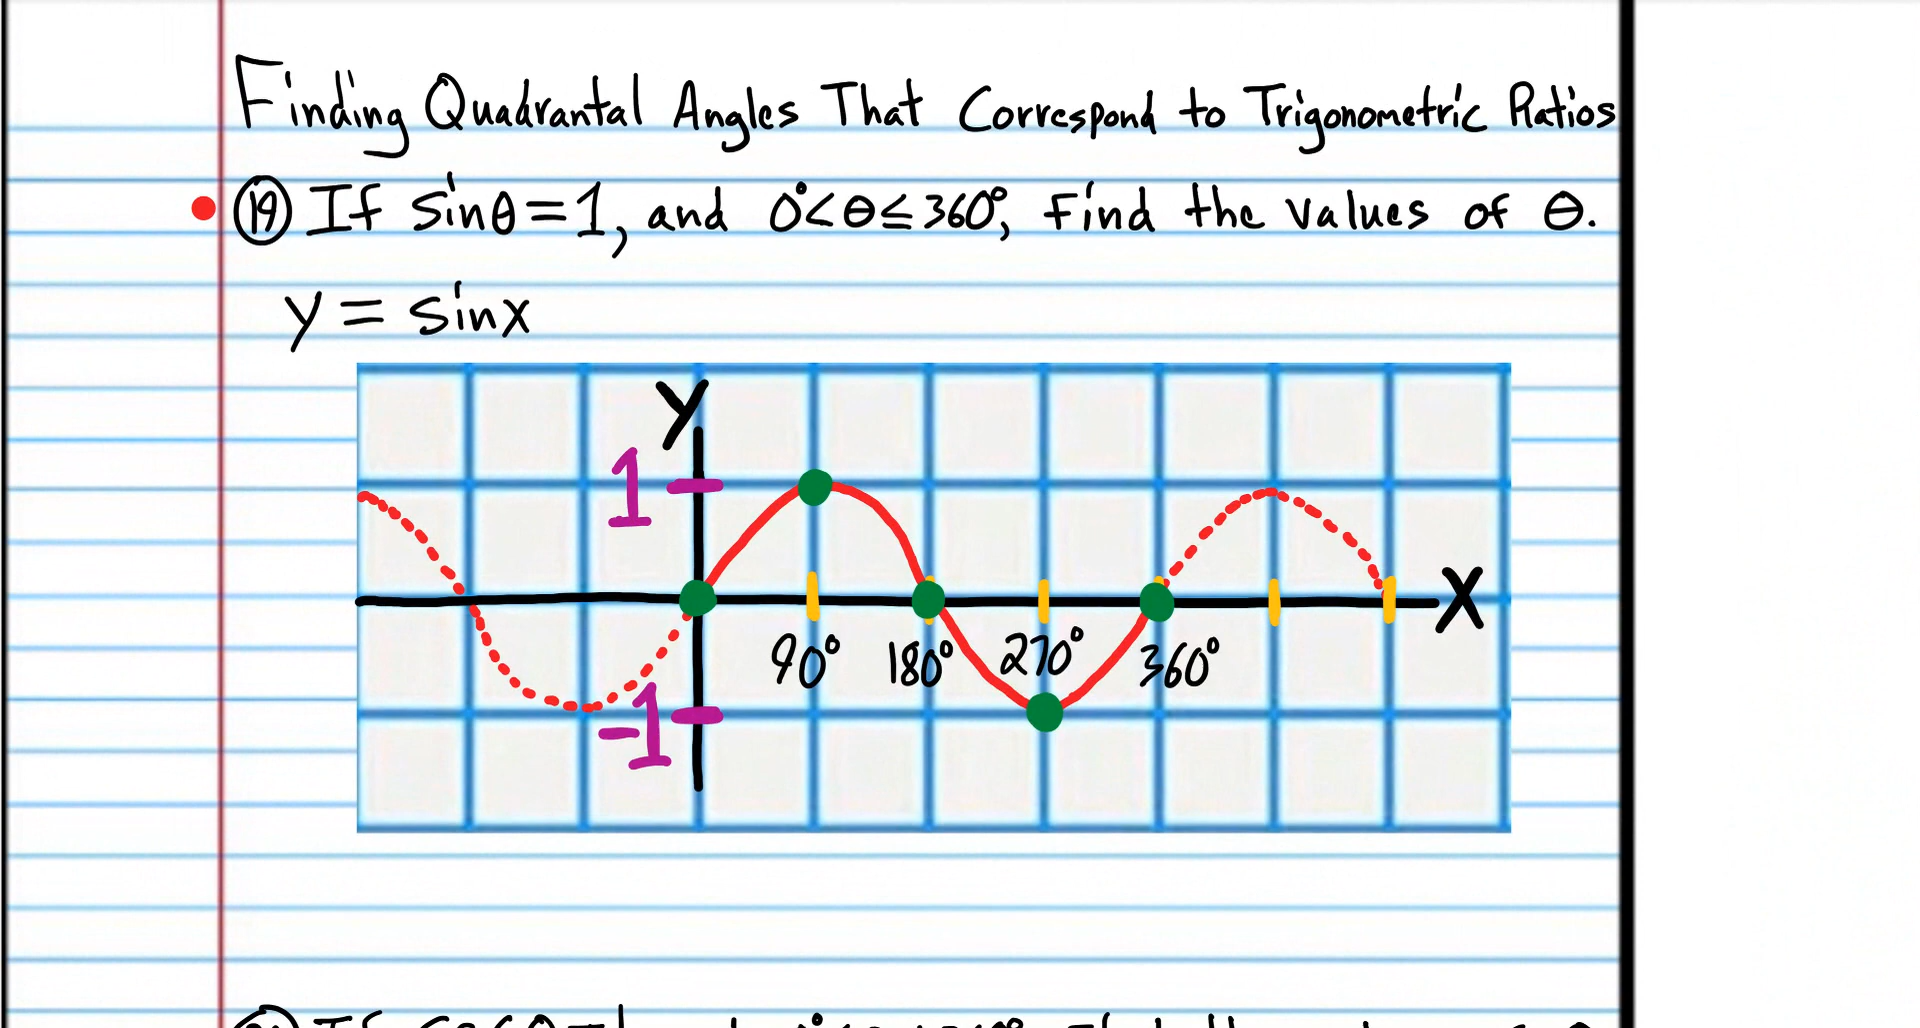 Finding Quadrantal Angles That Correspond to Trigonometric Ratios
19 If sinθ=1, and 0°<θ≤360°, Find the values of θ.
y = sinx
y
1
X
90° 180° 270° 360°
-1